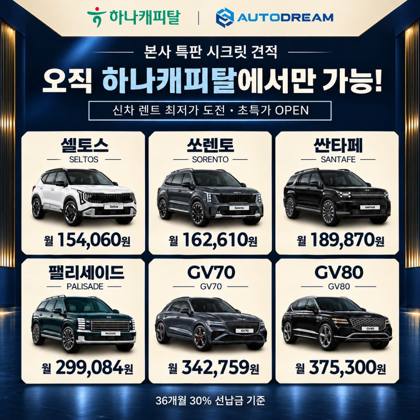 하나캐피탈 AUTODREAM
본사 특판 시크릿 견적
오직 하나캐피탈에서만 가능!
신차 렌트 최저가 도전 • 초특가 OPEN
셀토스 쏘렌토 싼타페
SELTOS SORENTO SANTAFE
월 154,060원 월 162,610원 월 189,870원
팰리세이드 GV70 GV80
PALISADE GV70 GV80
월 299,084원 월 342,759원 월 375,300원
36개월 30% 선납금 기준